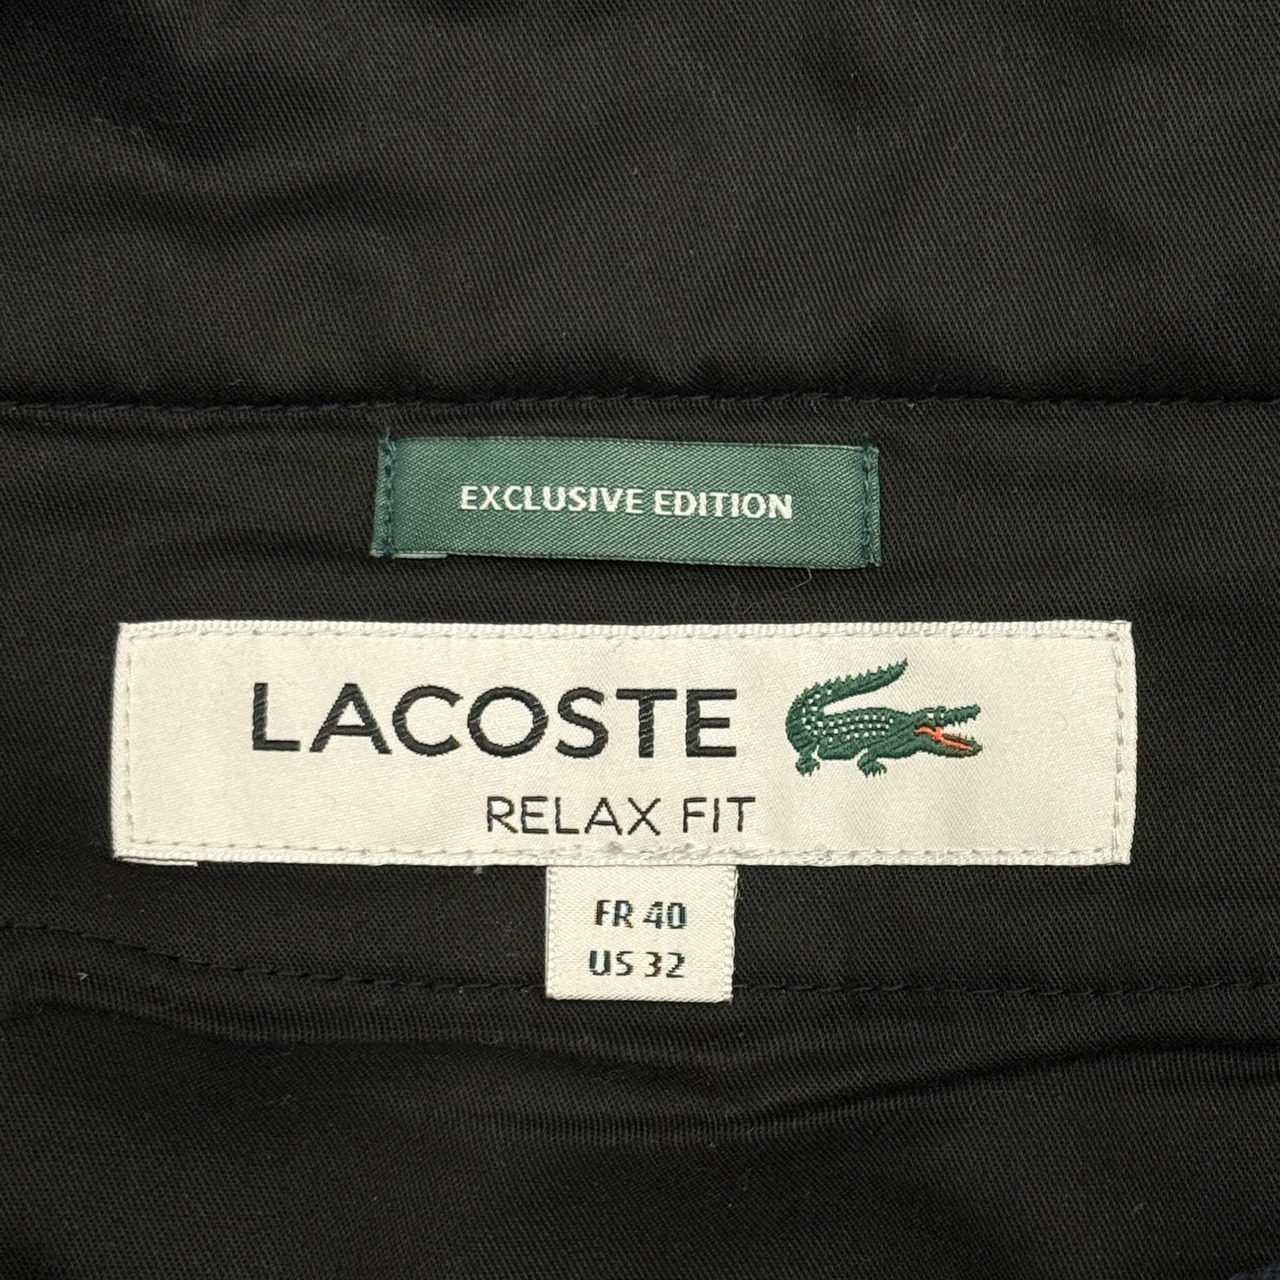 EXCLUSIVE EDITION
LACOSTE
RELAX FIT
FR 40
US 32